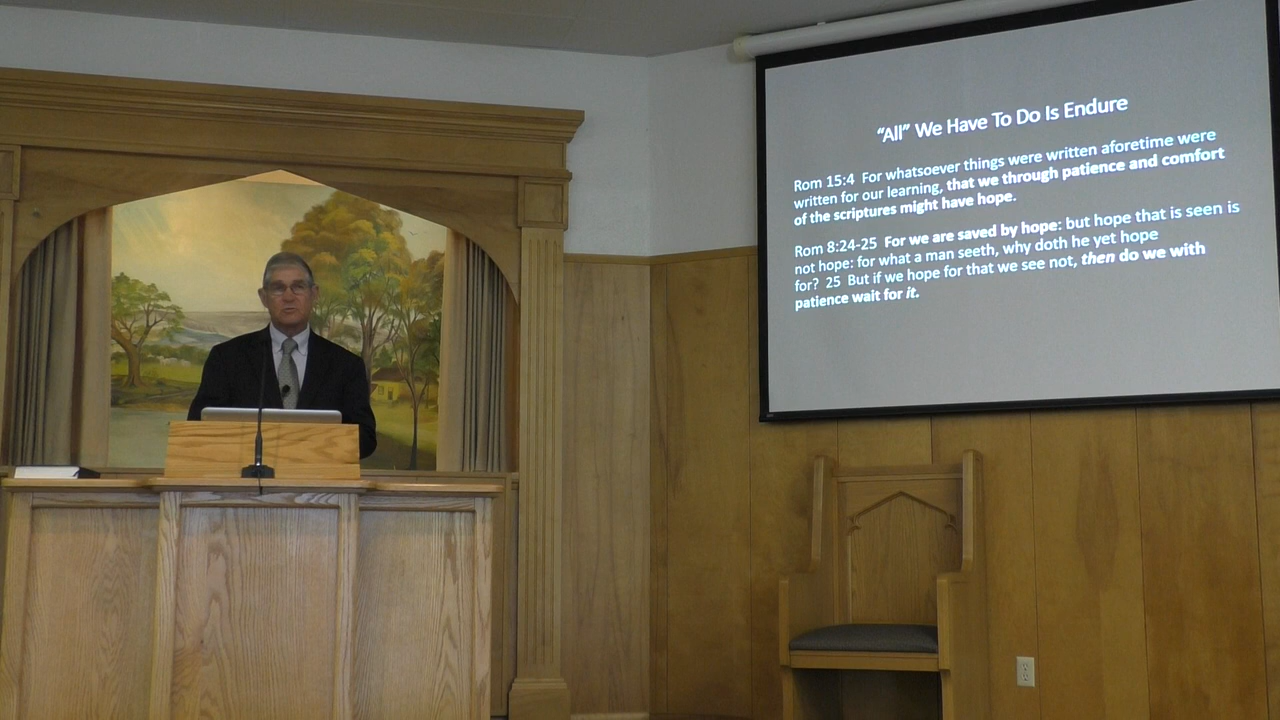 “All” We Have To Do Is Endure
Rom 15:4 For whatsoever things were written aforetime were
written for our learning, that we through patience and comfort
of the scriptures might have hope.
Rom 8:24-25 For we are saved by hope: but hope that is seen is
not hope: for what a man seeth, why doth he yet hope
for? 25 But if we hope for that we see not, then do we with
patience wait for it.